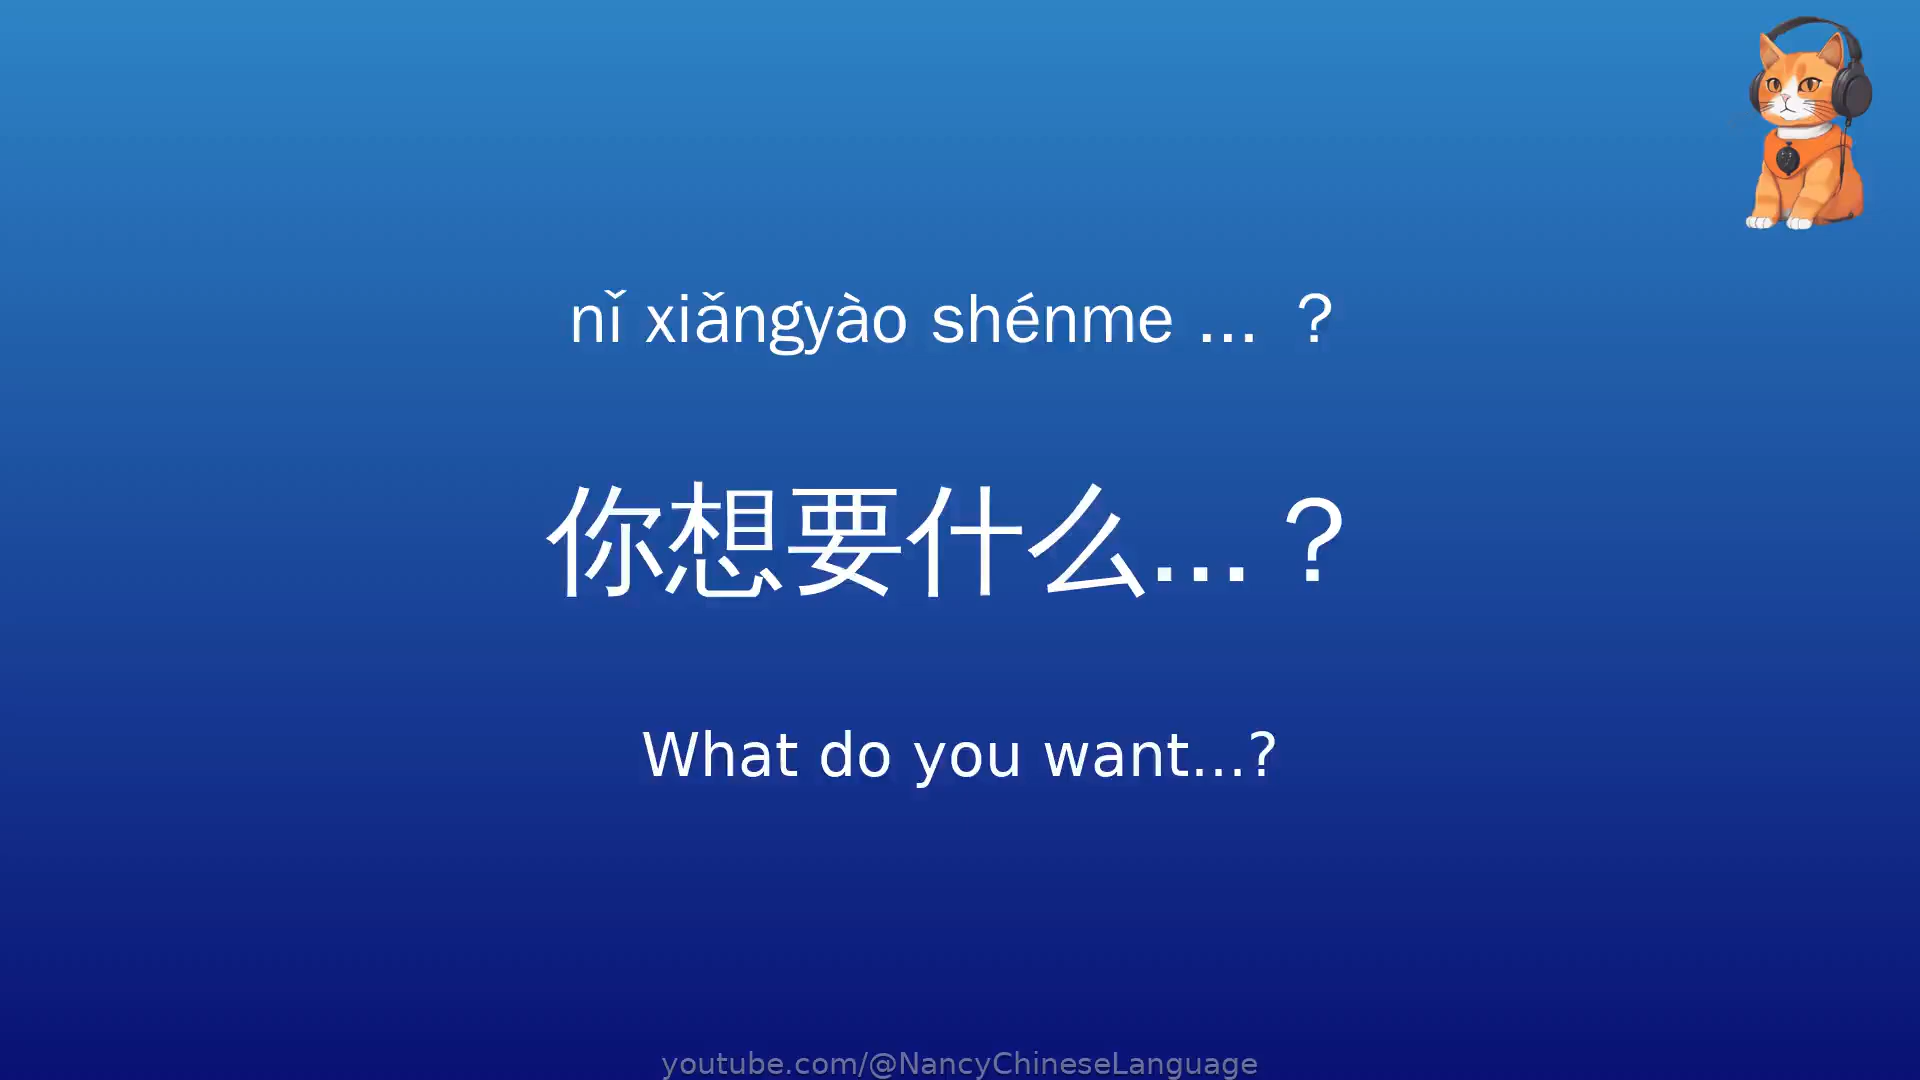 nǐ xiǎngyào shénme ... ？
你想要什么...？
What do you want...?
youtube.com/@NancyChineseLanguage